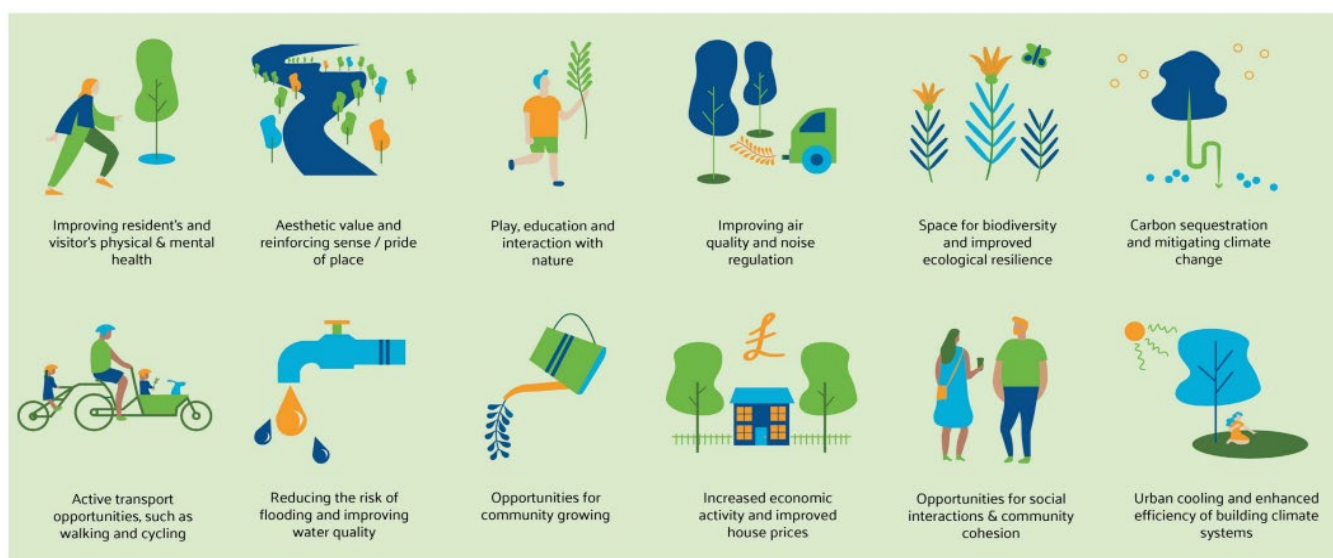 Improving resident's and
visitor's physical & mental
health
Aesthetic value and
reinforcing sense / pride
of place
Play, education and
interaction with
nature
Improving air
quality and noise
regulation
Space for biodiversity
and improved
ecological resilience
Carbon sequestration
and mitigating climate
change
£
Active transport
opportunities, such as
walking and cycling
Reducing the risk of
flooding and improving
water quality
Opportunities for
community growing
Increased economic
activity and improved
house prices
Opportunities for social
interactions & community
cohesion
Urban cooling and enhanced
efficiency of building climate
systems